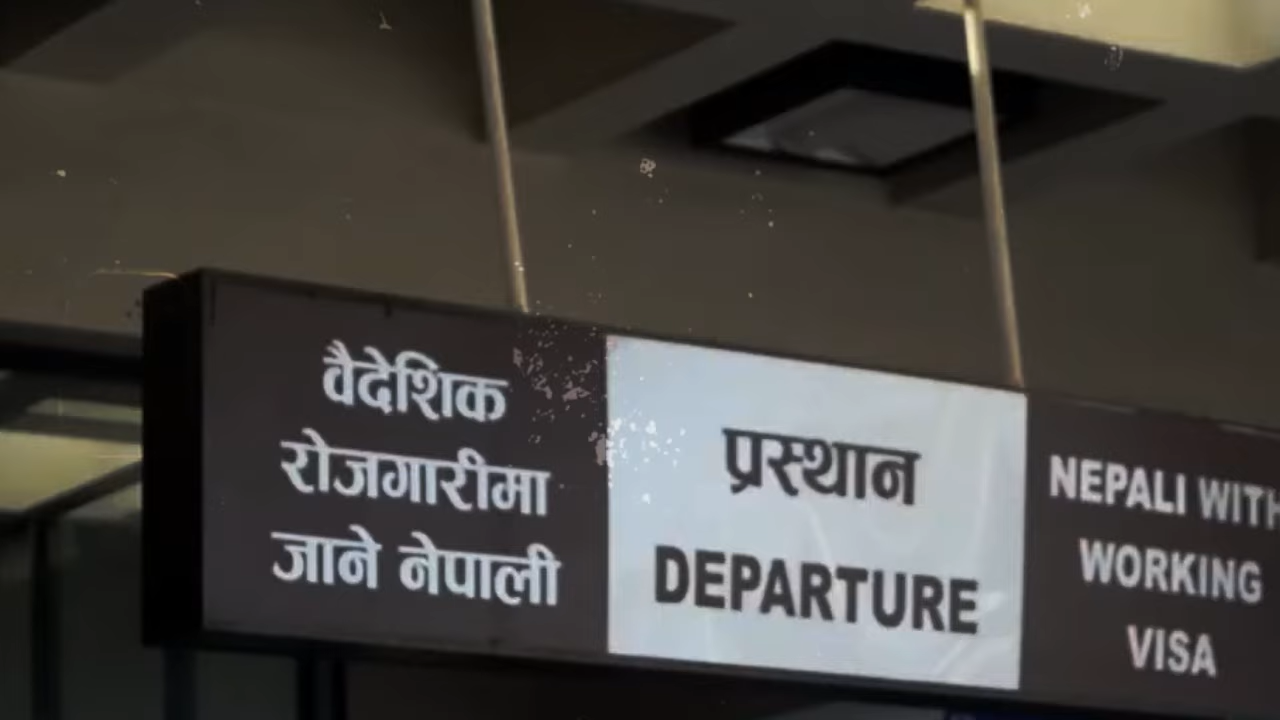 वैदेशिक
रोजगारीमा
जाने नेपाली
प्रस्थान
DEPARTURE
NEPALI WITH
WORKING
VISA